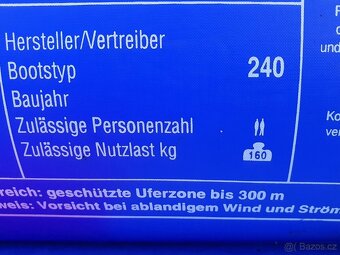 Hersteller/Vertreiber
Bootstyp 240
Baujahr
Zulässige Personenzahl
Zulässige Nutzlast kg 160
reich: geschützte Uferzone bis 300 m
weis: Vorsicht bei ablandigem Wind und Ström
Bazos.cz